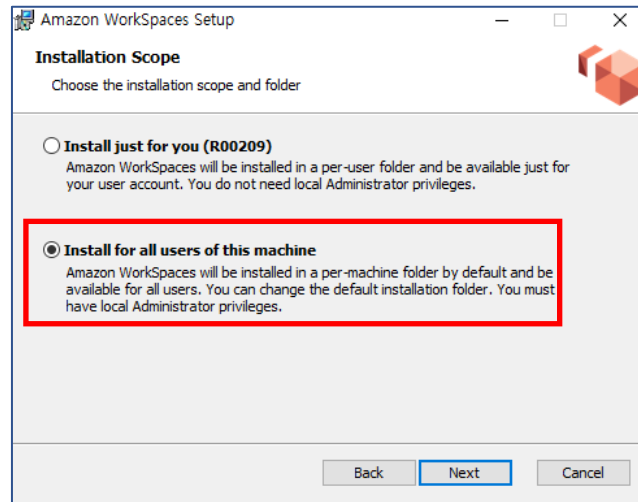 Amazon WorkSpaces Setup
Installation Scope
Choose the installation scope and folder
Install just for you (R00209)
Amazon WorkSpaces will be installed in a per-user folder and be available just for
your user account. You do not need local Administrator privileges.
Install for all users of this machine
Amazon WorkSpaces will be installed in a per-machine folder by default and be
available for all users. You can change the default installation folder. You must
have local Administrator privileges.
Back Next Cancel